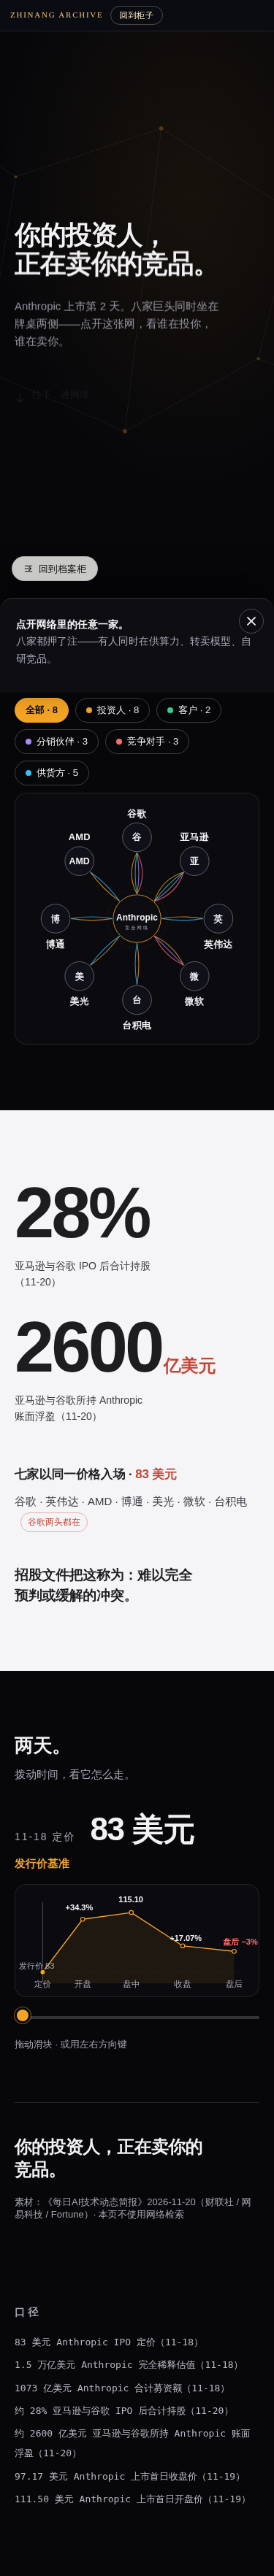 ZHINANG ARCHIVE
回到柜子
你的投资人，
正在卖你的竞品。
Anthropic 上市第 2 天。八家巨头同时坐在
牌桌两侧——点开这张网，看谁在投你，
谁在卖你。
回到档案柜
点开网络里的任意一家。
八家都押了注——有人同时在供算力、转卖模型、自
研竞品。
全部 · 8
投资人 · 8
客户 · 2
分销伙伴 · 3
竞争对手 · 3
供货方 · 5
谷歌
谷
AMD
AMD
亚马逊
亚
Anthropic
竞合网络
博
博通
英
英伟达
美
美光
微
微软
台
台积电
28%
亚马逊与谷歌 IPO 后合计持股
（11-20）
2600亿美元
亚马逊与谷歌所持 Anthropic
账面浮盈（11-20）
七家以同一价格入场 · 83 美元
谷歌 · 英伟达 · AMD · 博通 · 美光 · 微软 · 台积电
谷歌两头都在
招股文件把这称为：难以完全
预判或缓解的冲突。
两天。
拨动时间，看它怎么走。
11-18 定价 83 美元
发行价基准
+34.3%
115.10
+17.07%
盘后 −3%
发行价 83
定价
开盘
盘中
收盘
盘后
拖动滑块 · 或用左右方向键
你的投资人，正在卖你的
竞品。
素材：《每日AI技术动态简报》2026-11-20（财联社 / 网
易科技 / Fortune）· 本页不使用网络检索
口径
83 美元 Anthropic IPO 定价（11-18）
1.5 万亿美元 Anthropic 完全稀释估值（11-18）
1073 亿美元 Anthropic 合计募资额（11-18）
约 28% 亚马逊与谷歌 IPO 后合计持股（11-20）
约 2600 亿美元 亚马逊与谷歌所持 Anthropic 账面
浮盈（11-20）
97.17 美元 Anthropic 上市首日收盘价（11-19）
111.50 美元 Anthropic 上市首日开盘价（11-19）